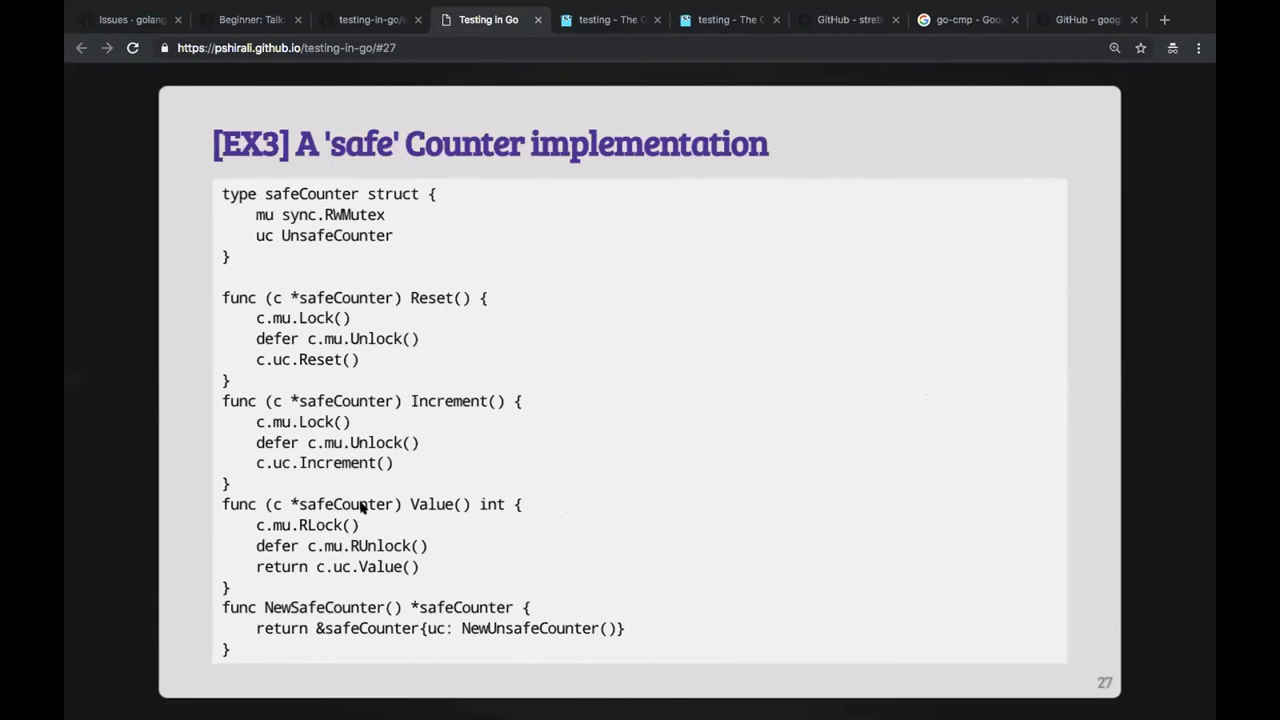 Issues · golang
Beginner: Talk
testing-in-go/s
Testing in Go
testing - The G
testing - The G
GitHub - stret
go-cmp - Goo
GitHub - googl
https://pshirali.github.io/testing-in-go/#27
[EX3] A 'safe' Counter implementation
type safeCounter struct {
    mu sync.RWMutex
    uc UnsafeCounter
}
func (c *safeCounter) Reset() {
    c.mu.Lock()
    defer c.mu.Unlock()
    c.uc.Reset()
}
func (c *safeCounter) Increment() {
    c.mu.Lock()
    defer c.mu.Unlock()
    c.uc.Increment()
}
func (c *safeCounter) Value() int {
    c.mu.RLock()
    defer c.mu.RUnlock()
    return c.uc.Value()
}
func NewSafeCounter() *safeCounter {
    return &safeCounter{uc: NewUnsafeCounter()}
}
27